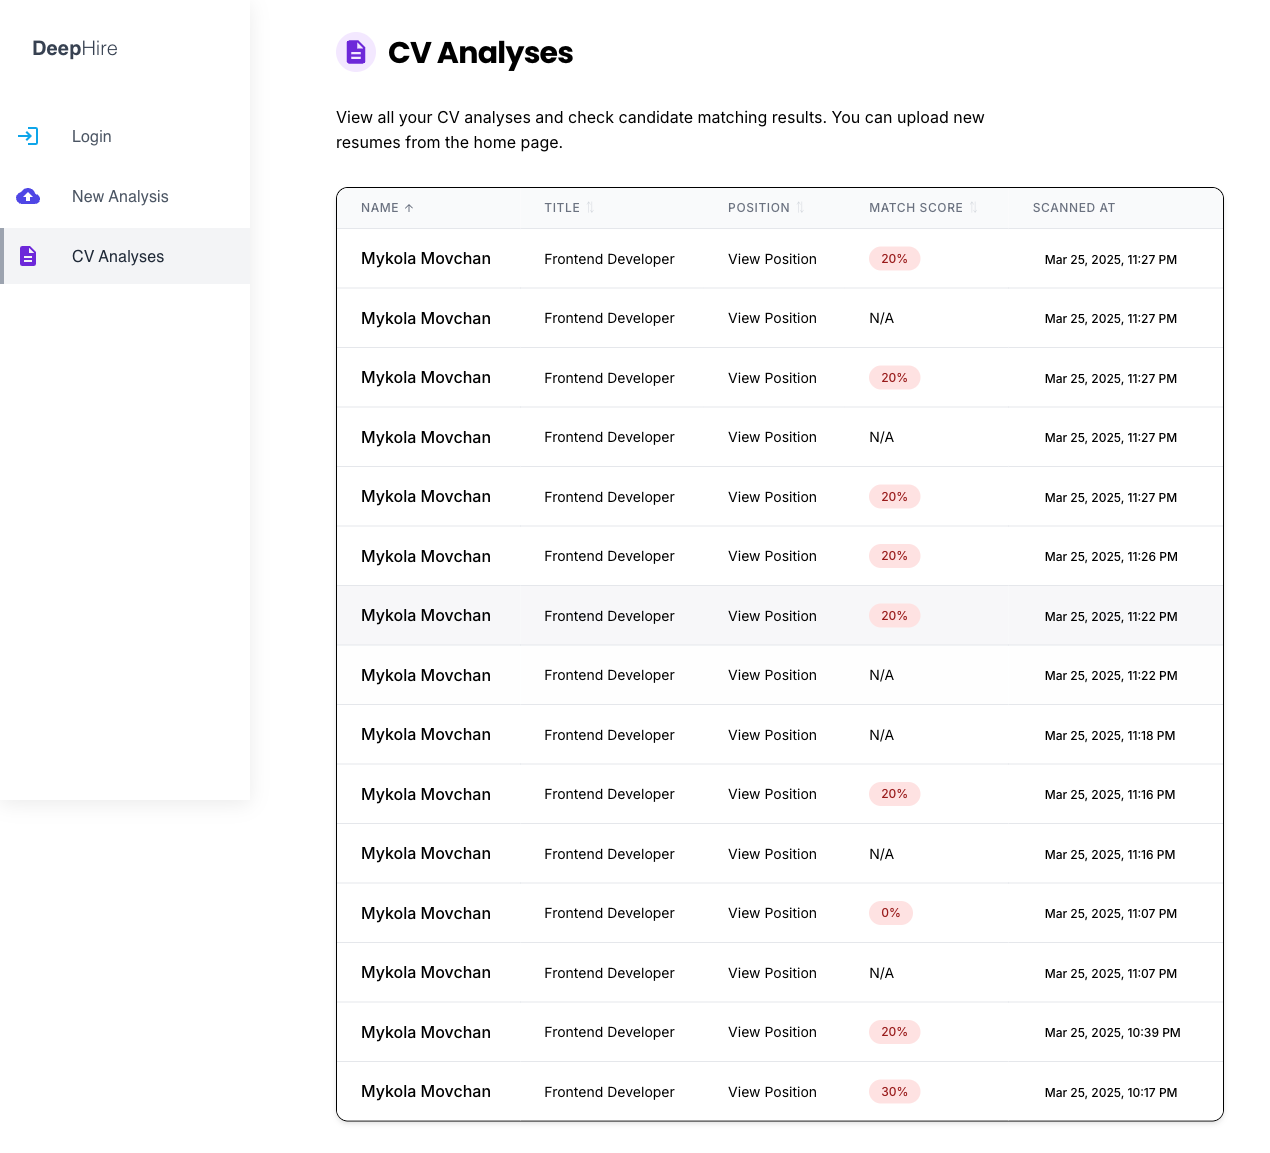 DeepHire
Login
New Analysis
CV Analyses
CV Analyses
View all your CV analyses and check candidate matching results. You can upload new
resumes from the home page.
NAME ↑ TITLE POSITION MATCH SCORE SCANNED AT
Mykola Movchan Frontend Developer View Position 20% Mar 25, 2025, 11:27 PM
Mykola Movchan Frontend Developer View Position N/A Mar 25, 2025, 11:27 PM
Mykola Movchan Frontend Developer View Position 20% Mar 25, 2025, 11:27 PM
Mykola Movchan Frontend Developer View Position N/A Mar 25, 2025, 11:27 PM
Mykola Movchan Frontend Developer View Position 20% Mar 25, 2025, 11:27 PM
Mykola Movchan Frontend Developer View Position 20% Mar 25, 2025, 11:26 PM
Mykola Movchan Frontend Developer View Position 20% Mar 25, 2025, 11:22 PM
Mykola Movchan Frontend Developer View Position N/A Mar 25, 2025, 11:22 PM
Mykola Movchan Frontend Developer View Position N/A Mar 25, 2025, 11:18 PM
Mykola Movchan Frontend Developer View Position 20% Mar 25, 2025, 11:16 PM
Mykola Movchan Frontend Developer View Position N/A Mar 25, 2025, 11:16 PM
Mykola Movchan Frontend Developer View Position 0% Mar 25, 2025, 11:07 PM
Mykola Movchan Frontend Developer View Position N/A Mar 25, 2025, 11:07 PM
Mykola Movchan Frontend Developer View Position 20% Mar 25, 2025, 10:39 PM
Mykola Movchan Frontend Developer View Position 30% Mar 25, 2025, 10:17 PM